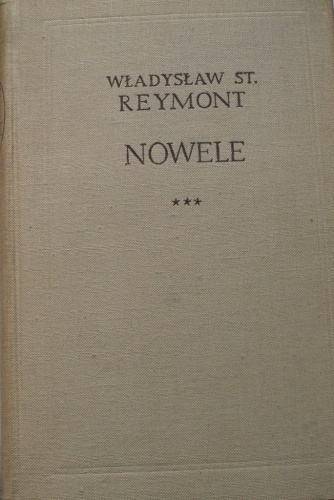 WŁADYSŁAW ST.
REYMONT
NOWELE
***